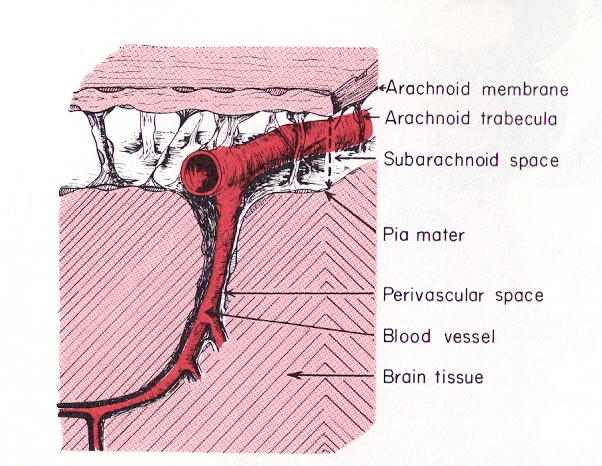 Arachnoid membrane
Arachnoid trabecula
Subarachnoid space
Pia mater
Perivascular space
Blood vessel
Brain tissue